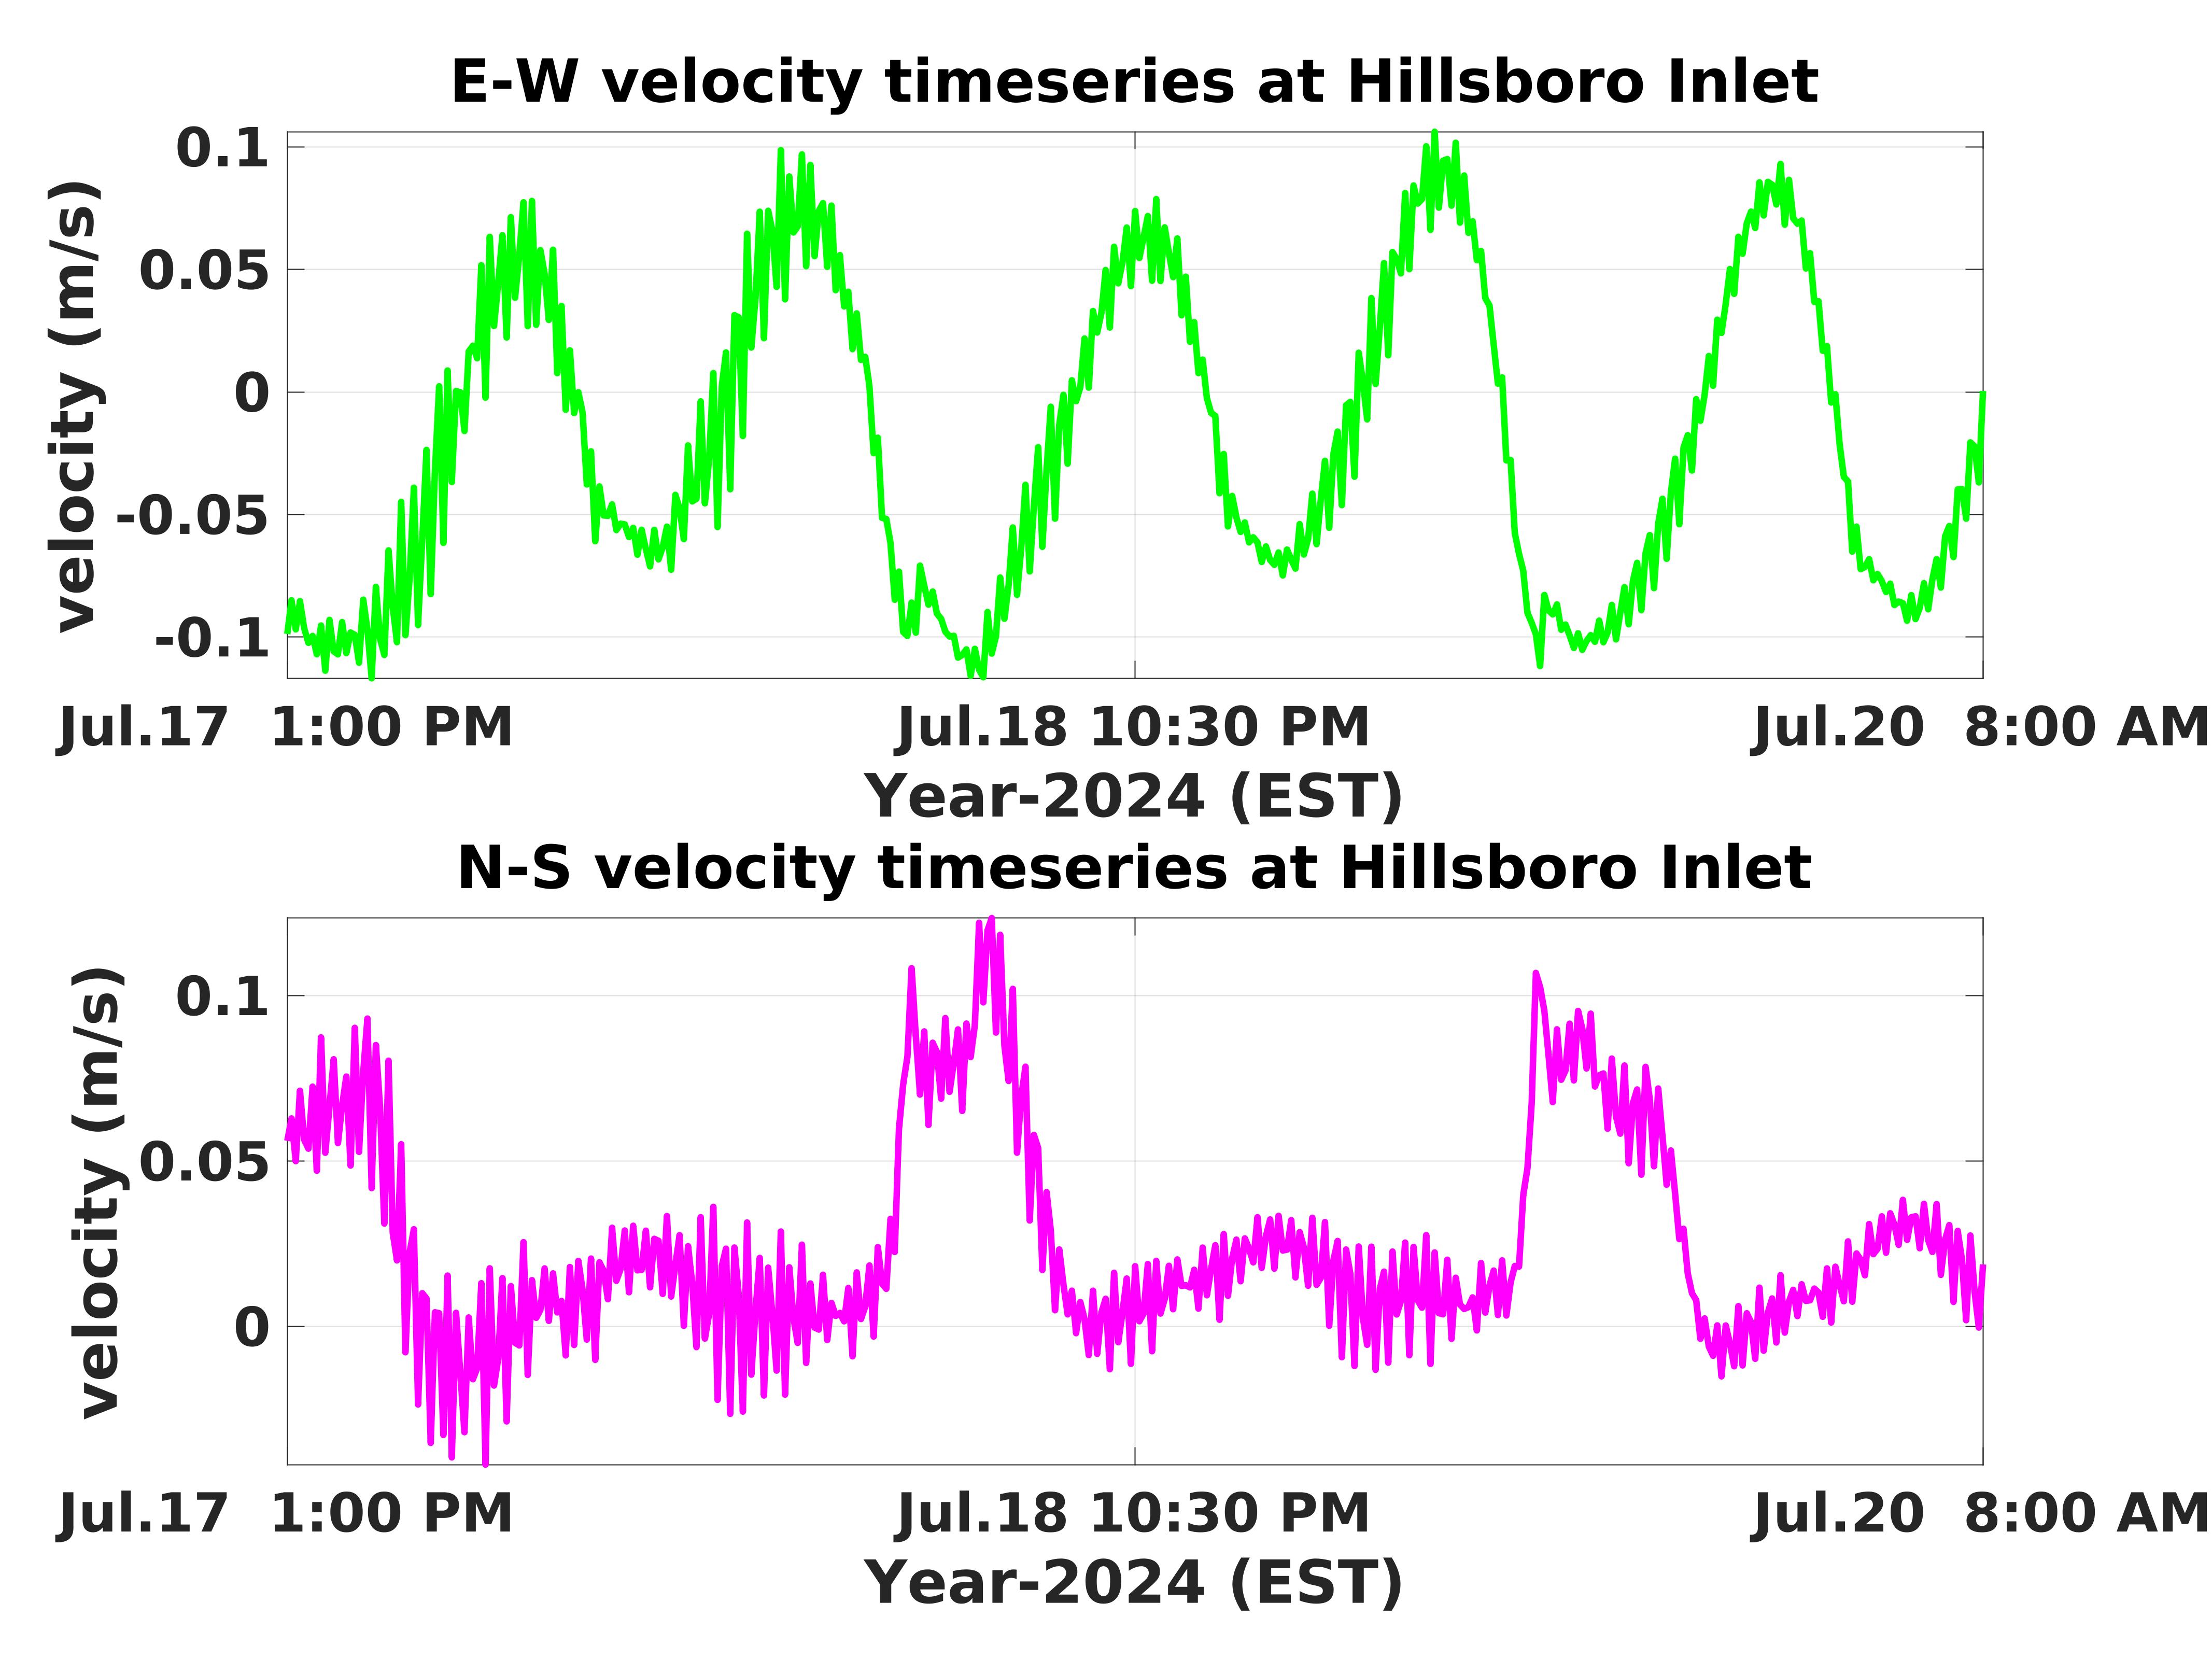 E-W velocity timeseries at Hillsboro Inlet
velocity (m/s)
0.1
0.05
0
-0.05
-0.1
Jul.17  1:00 PM
Jul.18 10:30 PM
Jul.20  8:00 AM
Year-2024 (EST)
N-S velocity timeseries at Hillsboro Inlet
velocity (m/s)
0.1
0.05
0
Jul.17  1:00 PM
Jul.18 10:30 PM
Jul.20  8:00 AM
Year-2024 (EST)